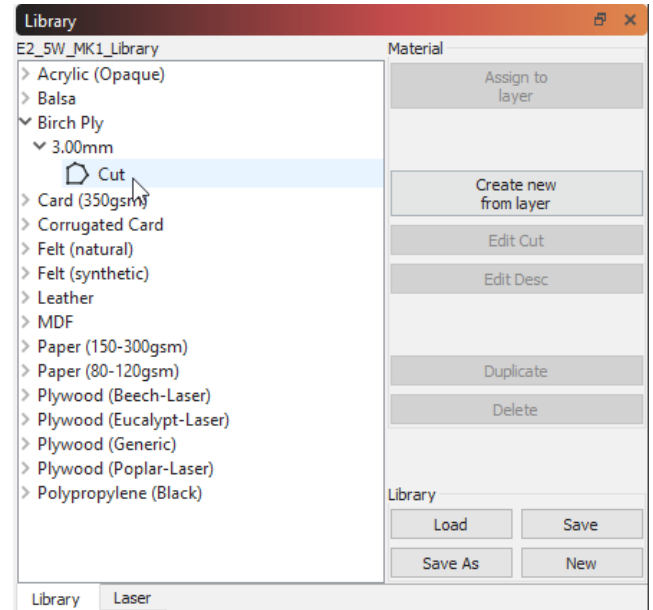 Library
E2_5W_MK1_Library
Acrylic (Opaque)
Balsa
Birch Ply
3.00mm
Cut
Card (350gsm)
Corrugated Card
Felt (natural)
Felt (synthetic)
Leather
MDF
Paper (150-300gsm)
Paper (80-120gsm)
Plywood (Beech-Laser)
Plywood (Eucalypt-Laser)
Plywood (Generic)
Plywood (Poplar-Laser)
Polypropylene (Black)
Material
Assign to
layer
Create new
from layer
Edit Cut
Edit Desc
Duplicate
Delete
Library
Load Save
Save As New
Library Laser